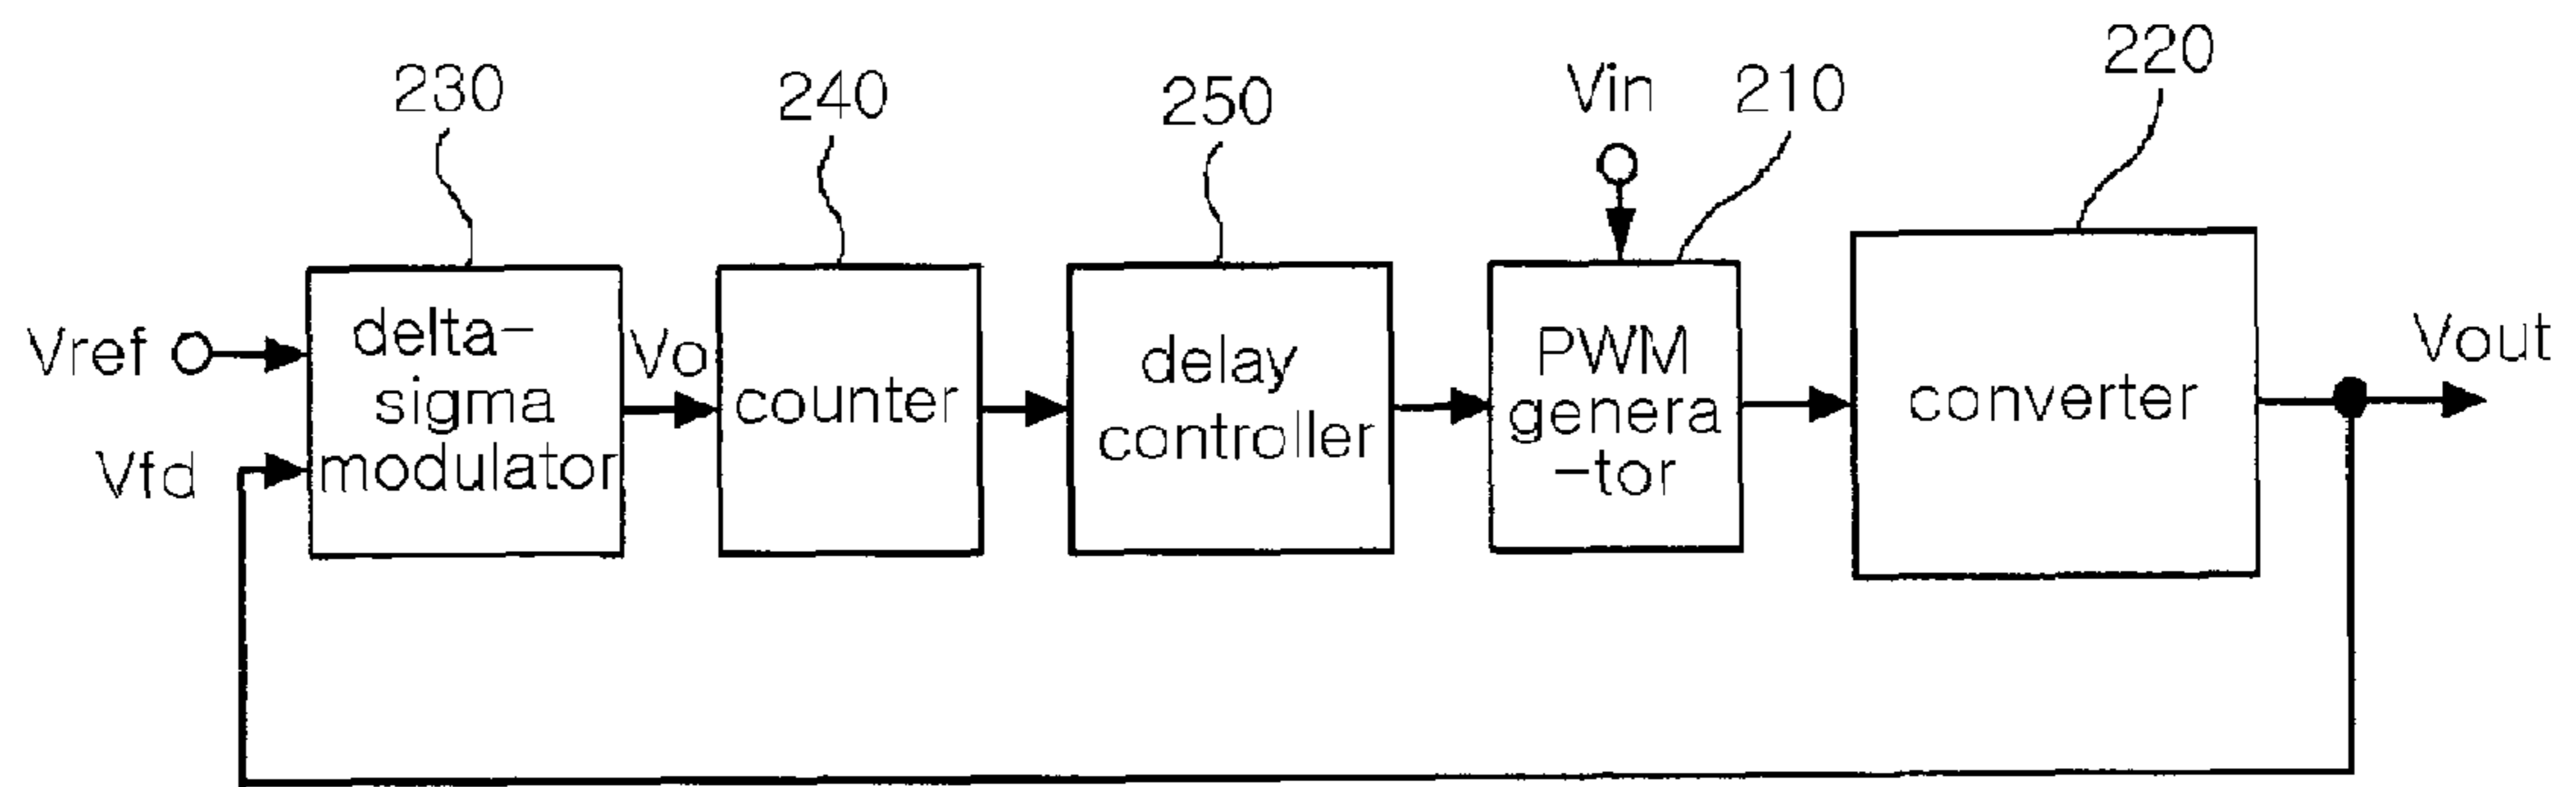 230
240
250
Vin
210
220
Vref
delta-
sigma
modulator
Vfd
Vo
counter
delay
controller
PWM
genera
-tor
converter
Vout